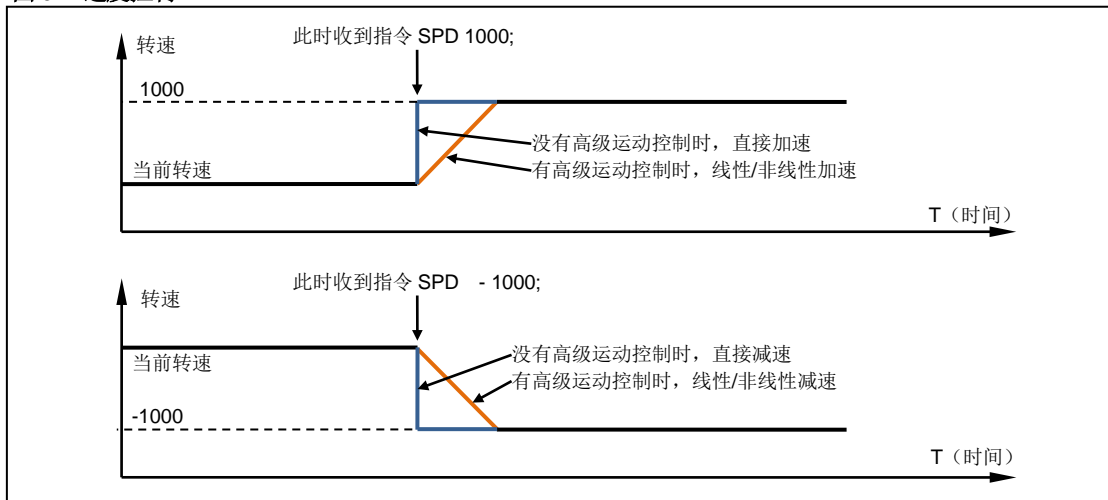 此时收到指令 SPD 1000;
转速
1000
没有高级运动控制时，直接加速
有高级运动控制时，线性/非线性加速
当前转速
T（时间）
此时收到指令 SPD - 1000;
转速
当前转速
没有高级运动控制时，直接减速
有高级运动控制时，线性/非线性减速
-1000
T（时间）